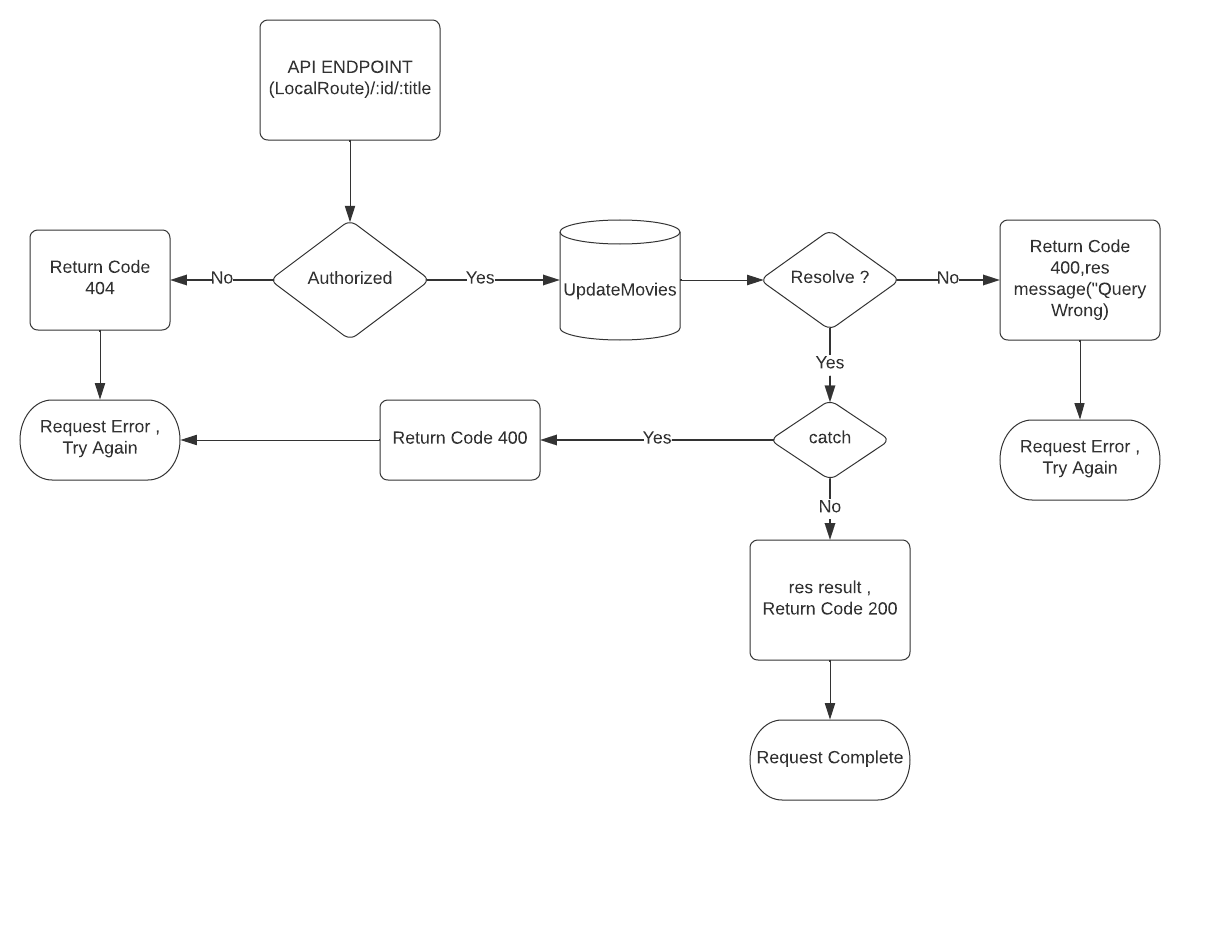 API ENDPOINT
(LocalRoute)/:id/:title
Return Code
404
No
Authorized
Yes
UpdateMovies
Resolve ?
No
Return Code
400,res
message("Query
Wrong)
Yes
Request Error ,
Try Again
Return Code 400
Yes
catch
Request Error ,
Try Again
No
res result ,
Return Code 200
Request Complete